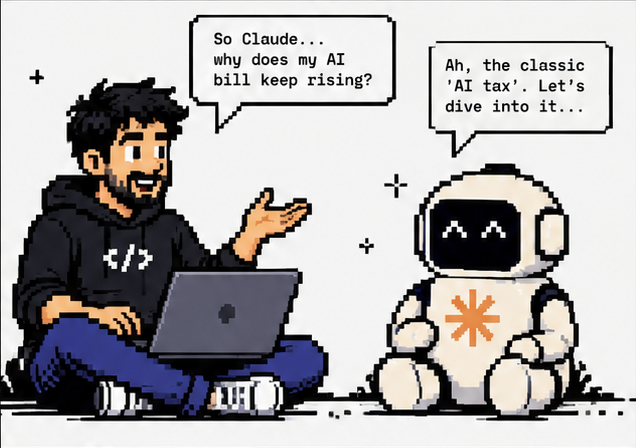 So Claude...
why does my AI
bill keep rising?
Ah, the classic
'AI tax'. Let's
dive into it...
</>